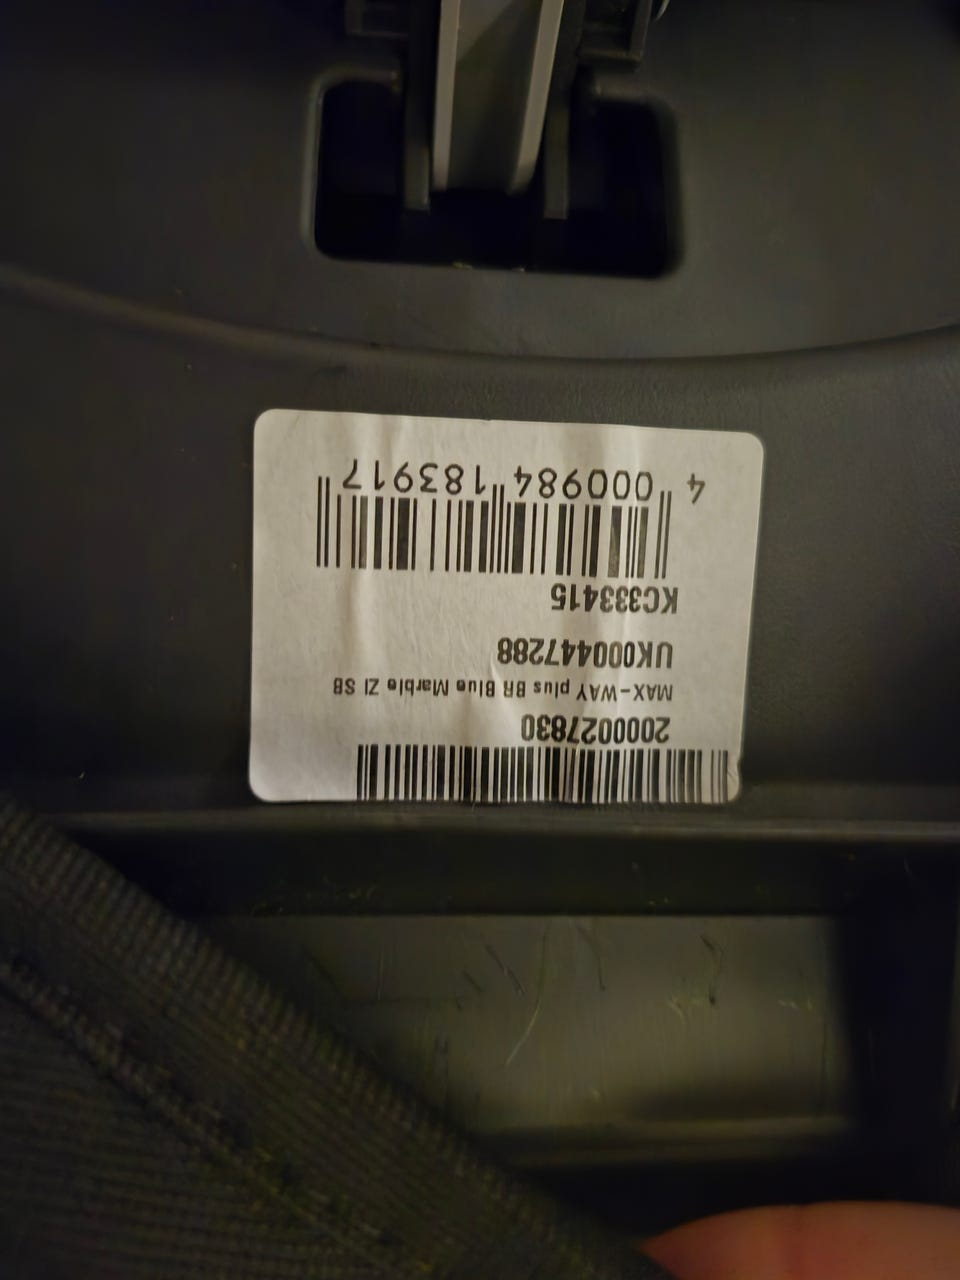 2000027830
MAX-WAY plus BR Blue Marble ZI SB
UK000447288
KC333415
4 000984 183917